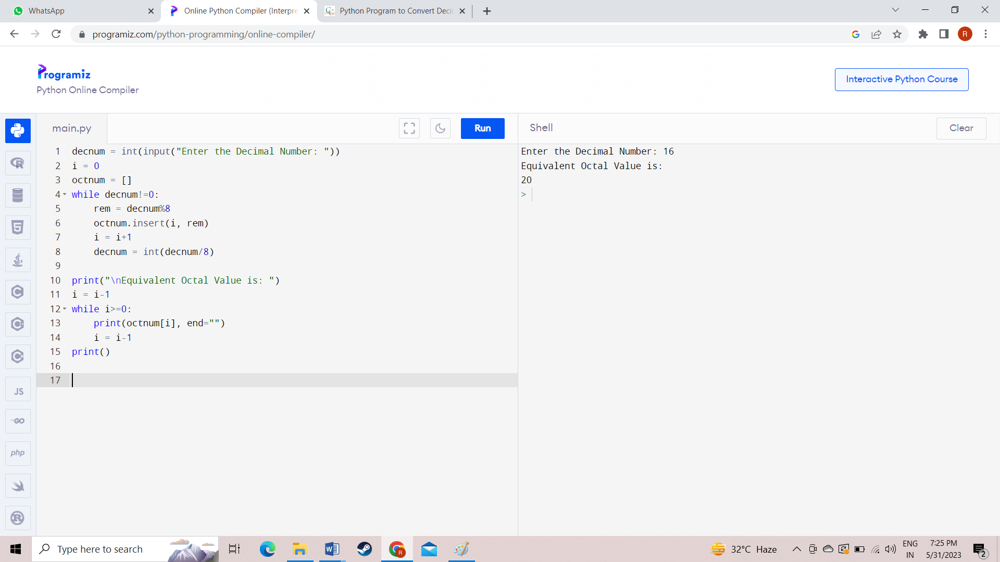 WhatsApp
Online Python Compiler (Interpre
Python Program to Convert Deci
programiz.com/python-programming/online-compiler/
R
Programiz
Python Online Compiler
Interactive Python Course
main.py
Run
Shell
Clear
1 decnum = int(input("Enter the Decimal Number: "))
2 i = 0
3 octnum = []
4 while decnum!=0:
5 rem = decnum%8
6 octnum.insert(i, rem)
7 i = i+1
8 decnum = int(decnum/8)
9
10 print("\nEquivalent Octal Value is: ")
11 i = i-1
12 while i>=0:
13 print(octnum[i], end="")
14 i = i-1
15 print()
16
17
Enter the Decimal Number: 16
Equivalent Octal Value is:
20
>
JS
GO
php
Type here to search
32°C Haze
ENG
IN
7:25 PM
5/31/2023
2